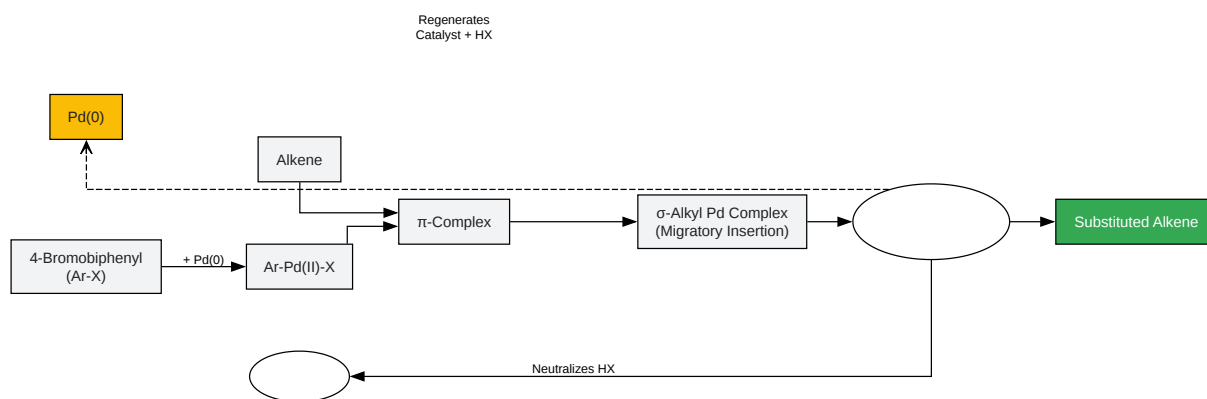 Regenerates
Catalyst + HX
Pd(0)
Alkene
π-Complex
σ-Alkyl Pd Complex
(Migratory Insertion)
Substituted Alkene
4-Bromobiphenyl
(Ar-X)
+ Pd(0)
Ar-Pd(II)-X
Neutralizes HX